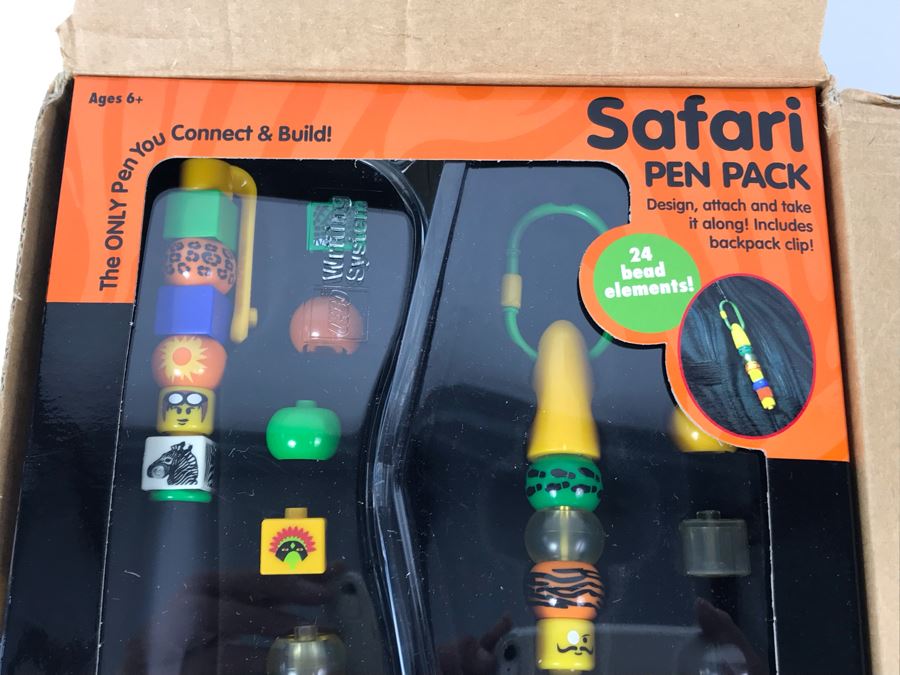 Ages 6+
The ONLY Pen You Connect & Build!
Safari
PEN PACK
Design, attach and take
it along! Includes
backpack clip!
24
bead
elements!
Writing
System